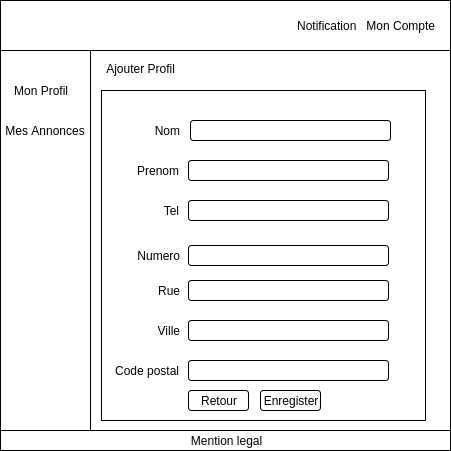 Notification Mon Compte
Mon Profil
Mes Annonces
Ajouter Profil
Nom
Prenom
Tel
Numero
Rue
Ville
Code postal
Retour Enregister
Mention legal